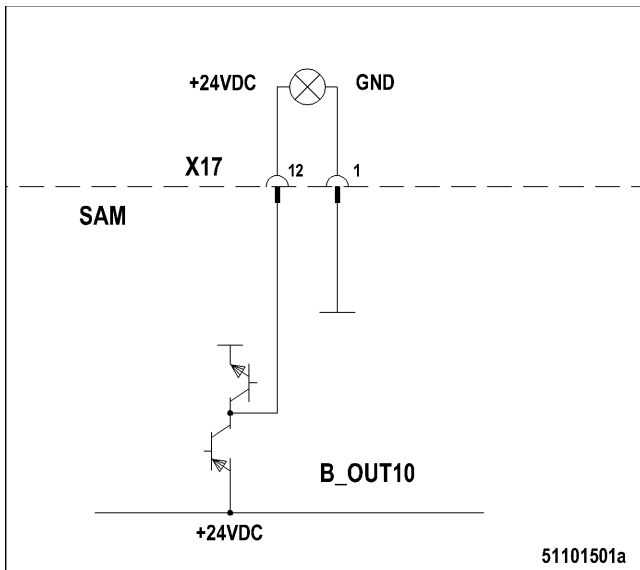 +24VDC GND
X17 12 1
SAM
B_OUT10
+24VDC
51101501a